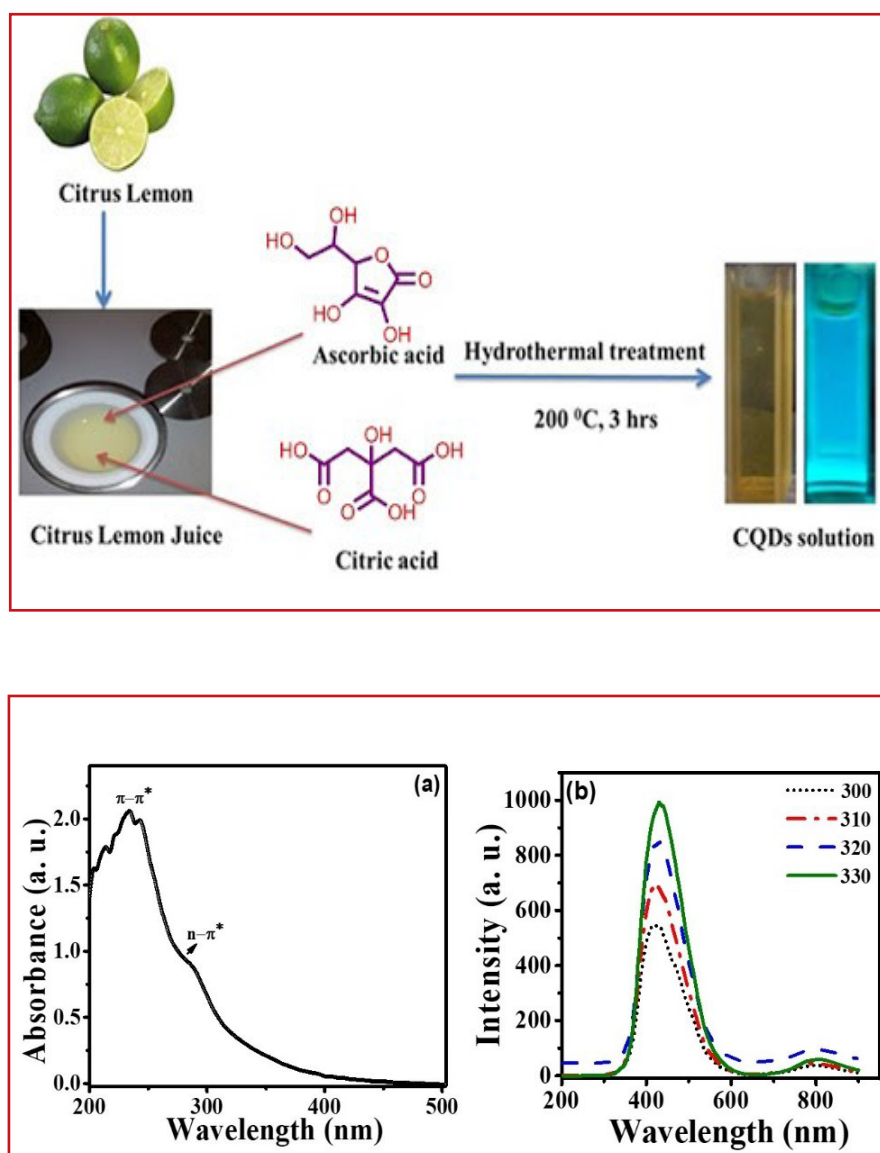 Citrus Lemon
HO
OH
HO
O
O
HO
OH
Ascorbic acid
Hydrothermal treatment
200 ⁰C, 3 hrs
HO
OH
OH
O
O
O
OH
Citrus Lemon Juice
Citric acid
CQDs solution
(a)
π–π*
n–π*
Absorbance (a. u.)
2.0
1.5
1.0
0.5
0.0
200
300
400
500
Wavelength (nm)
(b)
300
310
320
330
Intensity (a. u.)
1000
800
600
400
200
0
200
400
600
800
Wavelength (nm)